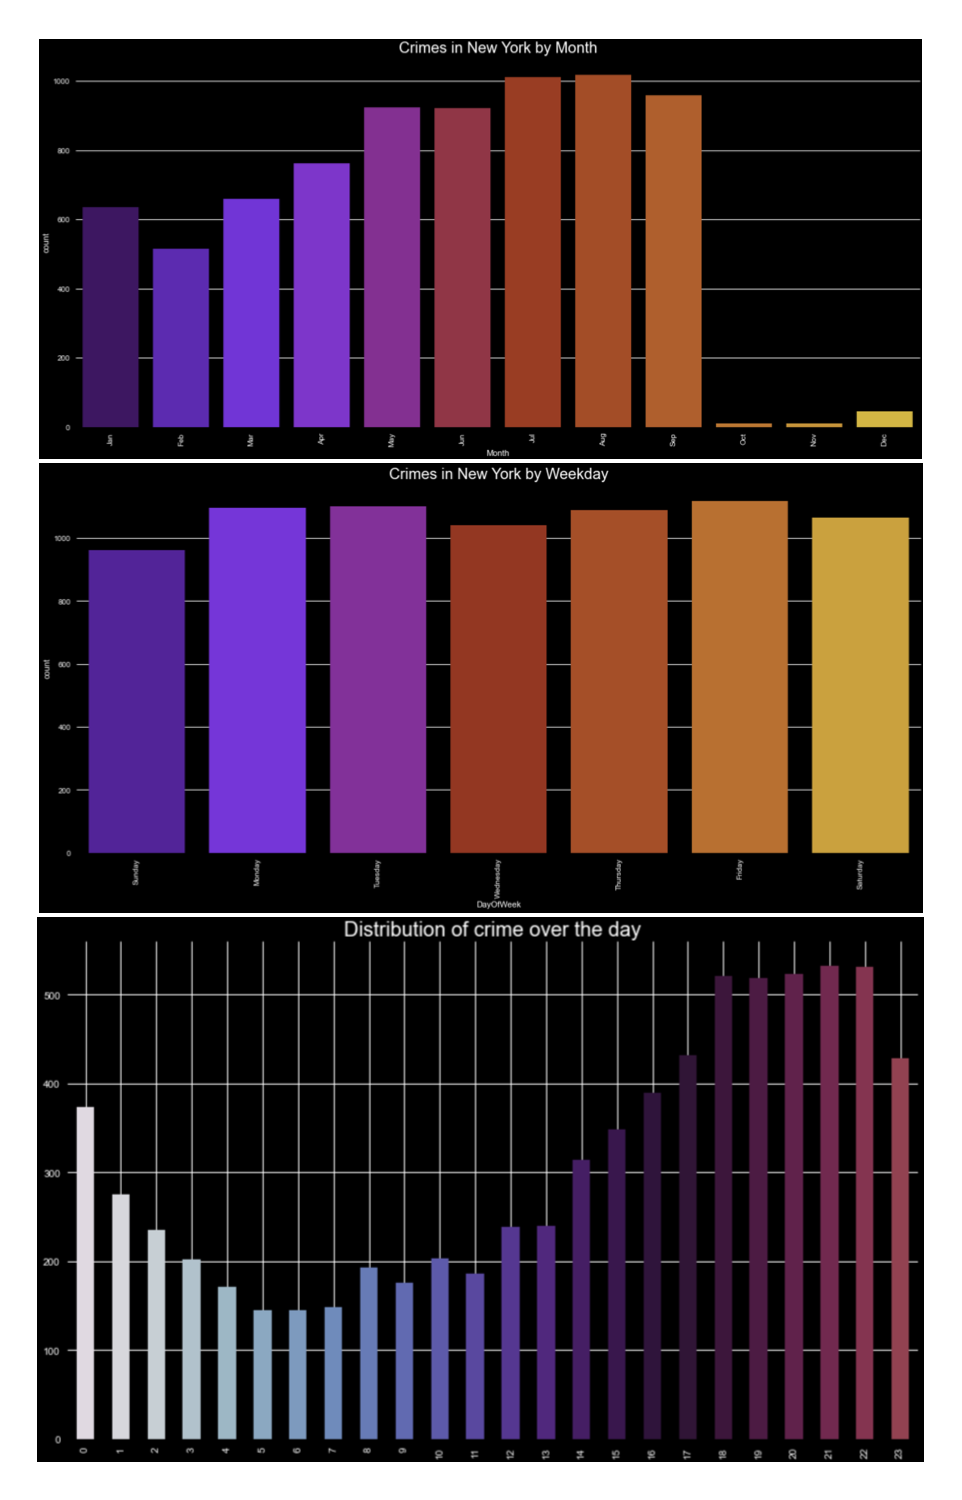 Crimes in New York by Month
1000
800
600
400
200
0
count
Jan Feb Mar Apr May Jun Jul Aug Sep Oct Nov Dec
Month
Crimes in New York by Weekday
1000
800
600
400
200
0
count
Sunday Monday Tuesday Wednesday Thursday Friday Saturday
DayOfWeek
Distribution of crime over the day
500
400
300
200
100
0
0 1 2 3 4 5 6 7 8 9 10 11 12 13 14 15 16 17 18 19 20 21 22 23